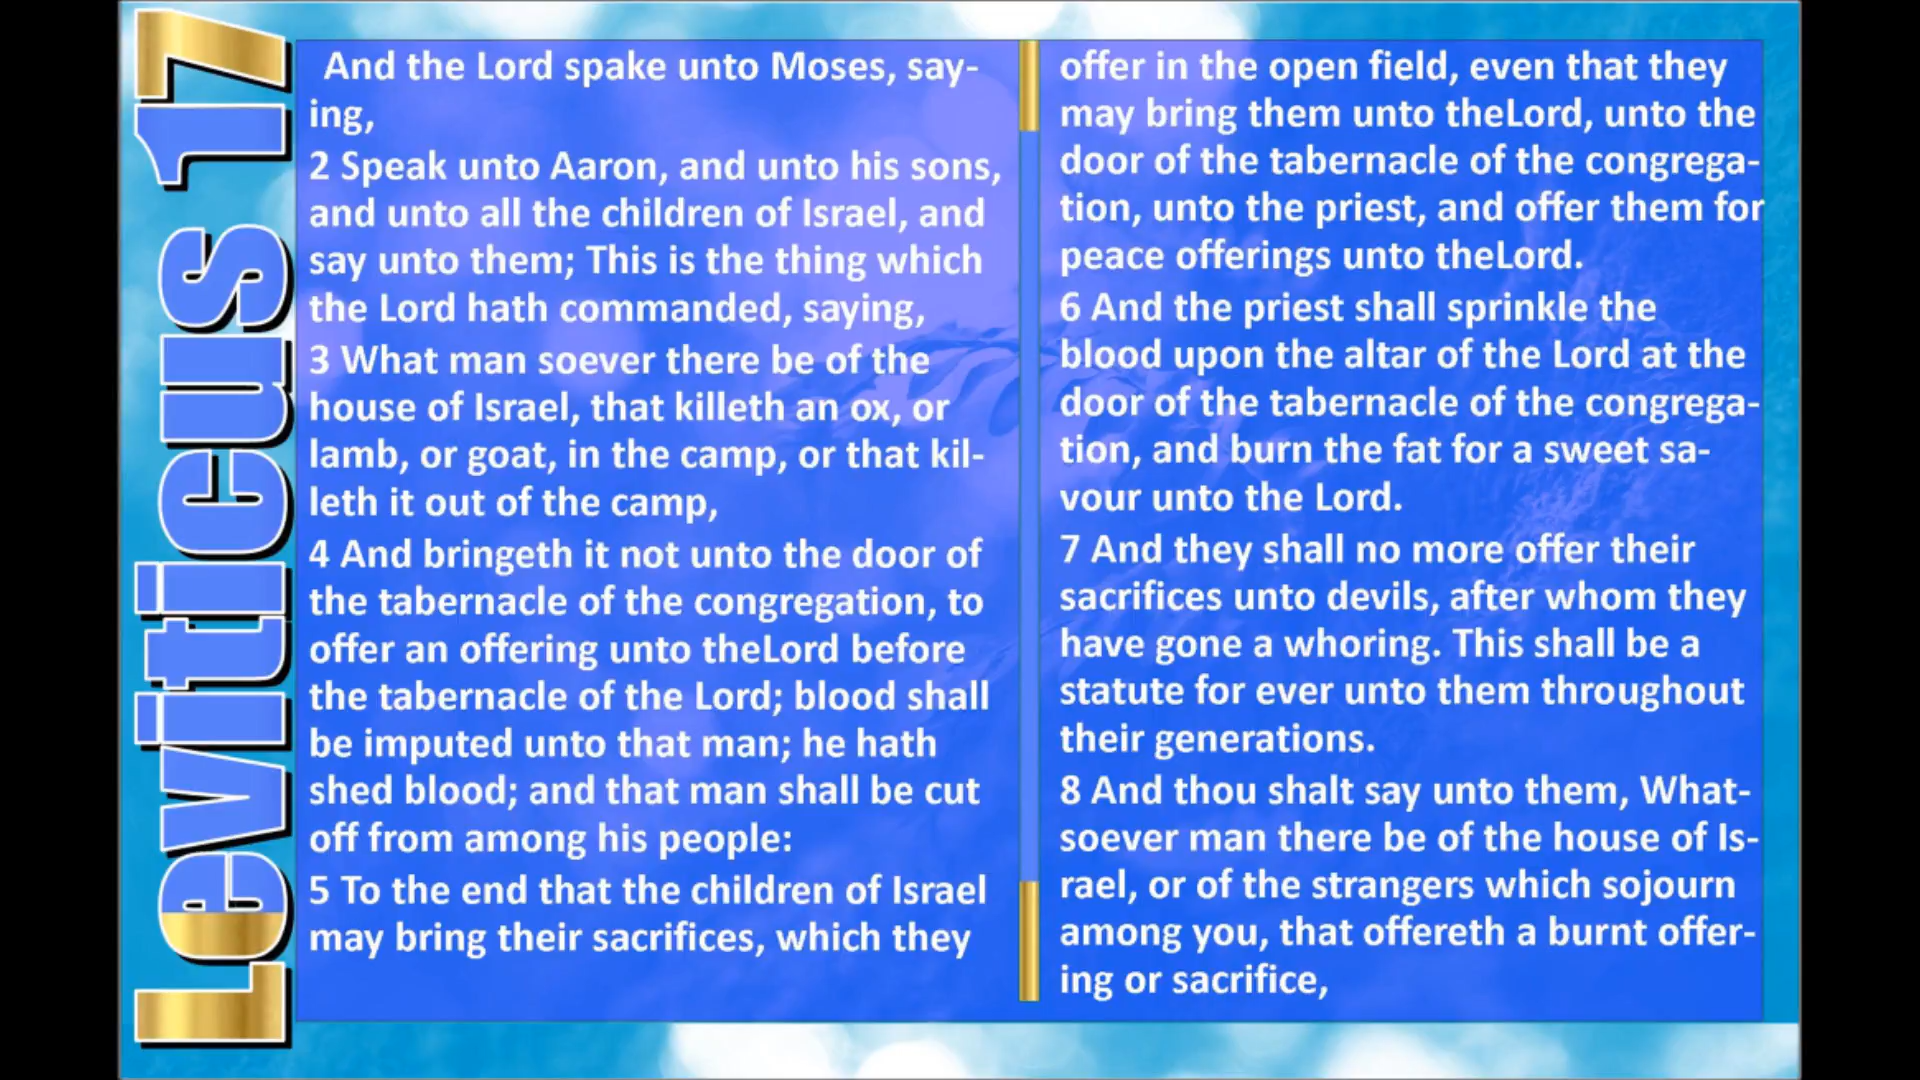 Leviticus 17
And the Lord spake unto Moses, say-
ing,
2 Speak unto Aaron, and unto his sons,
and unto all the children of Israel, and
say unto them; This is the thing which
the Lord hath commanded, saying,
3 What man soever there be of the
house of Israel, that killeth an ox, or
lamb, or goat, in the camp, or that kil-
leth it out of the camp,
4 And bringeth it not unto the door of
the tabernacle of the congregation, to
offer an offering unto theLord before
the tabernacle of the Lord; blood shall
be imputed unto that man; he hath
shed blood; and that man shall be cut
off from among his people:
5 To the end that the children of Israel
may bring their sacrifices, which they
offer in the open field, even that they
may bring them unto theLord, unto the
door of the tabernacle of the congrega-
tion, unto the priest, and offer them for
peace offerings unto theLord.
6 And the priest shall sprinkle the
blood upon the altar of the Lord at the
door of the tabernacle of the congrega-
tion, and burn the fat for a sweet sa-
vour unto the Lord.
7 And they shall no more offer their
sacrifices unto devils, after whom they
have gone a whoring. This shall be a
statute for ever unto them throughout
their generations.
8 And thou shalt say unto them, What-
soever man there be of the house of Is-
rael, or of the strangers which sojourn
among you, that offereth a burnt offer-
ing or sacrifice,